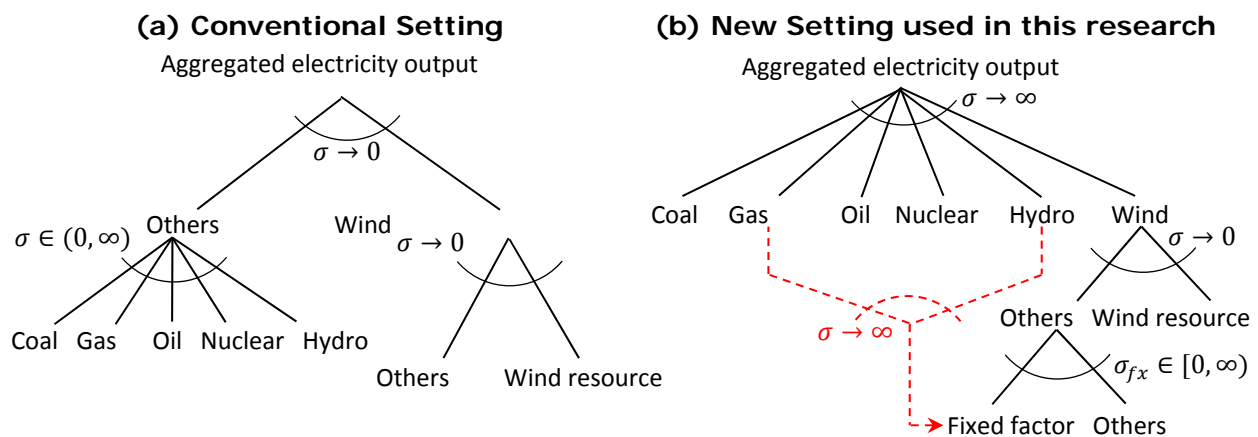 (a) Conventional Setting
Aggregated electricity output
σ → 0
Others
Wind
σ ∈ (0, ∞)
σ → 0
Coal Gas Oil Nuclear Hydro
Others Wind resource
(b) New Setting used in this research
Aggregated electricity output
σ → ∞
Coal Gas Oil Nuclear Hydro Wind
σ → 0
σ → ∞
Others Wind resource
σ_{fx} ∈ [0, ∞)
Fixed factor Others